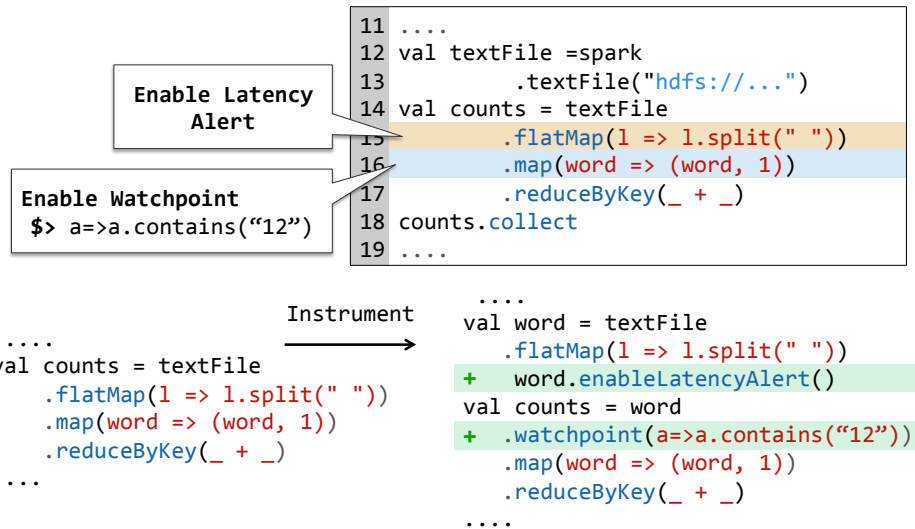 11 ....
12 val textFile =spark
13 .textFile("hdfs://...")
14 val counts = textFile
15 .flatMap(l => l.split(" "))
16 .map(word => (word, 1))
17 .reduceByKey(_ + _)
18 counts.collect
19 ....
Enable Latency
Alert
Enable Watchpoint
$> a=>a.contains(“12”)
Instrument
....
val counts = textFile
.flatMap(l => l.split(" "))
.map(word => (word, 1))
.reduceByKey(_ + _)
...
....
val word = textFile
.flatMap(l => l.split(" "))
+ word.enableLatencyAlert()
val counts = word
+ .watchpoint(a=>a.contains(“12”))
.map(word => (word, 1))
.reduceByKey(_ + _)
....